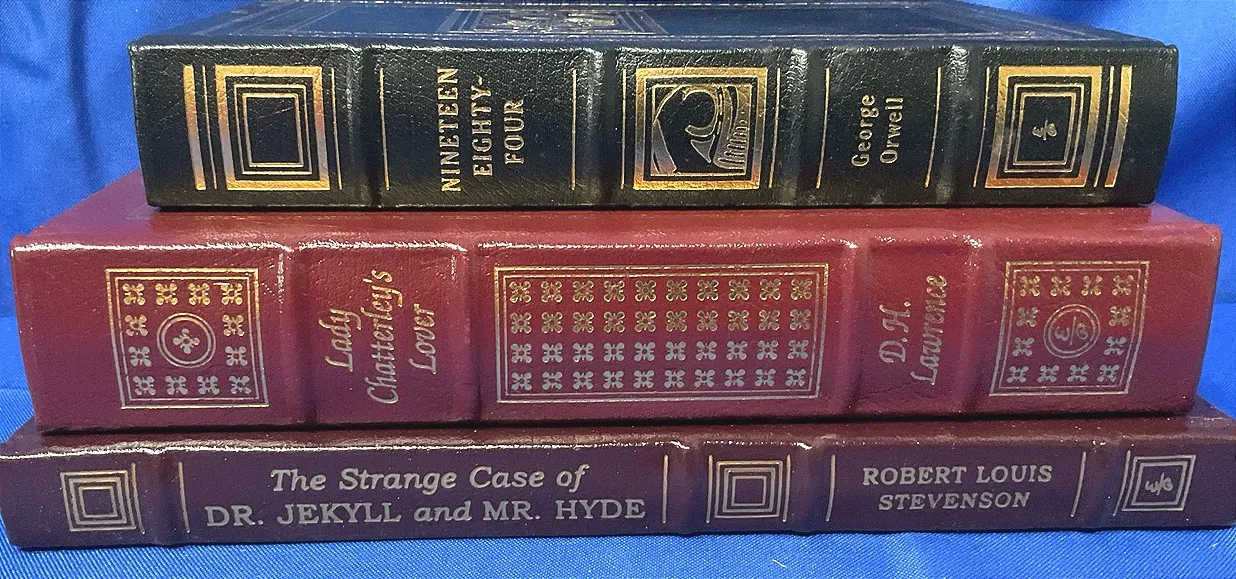 NINETEEN
EIGHTY-
FOUR
George
Orwell
Lady
Chatterley's
Lover
D.H.
Lawrence
The Strange Case of
DR. JEKYLL and MR. HYDE
ROBERT LOUIS
STEVENSON